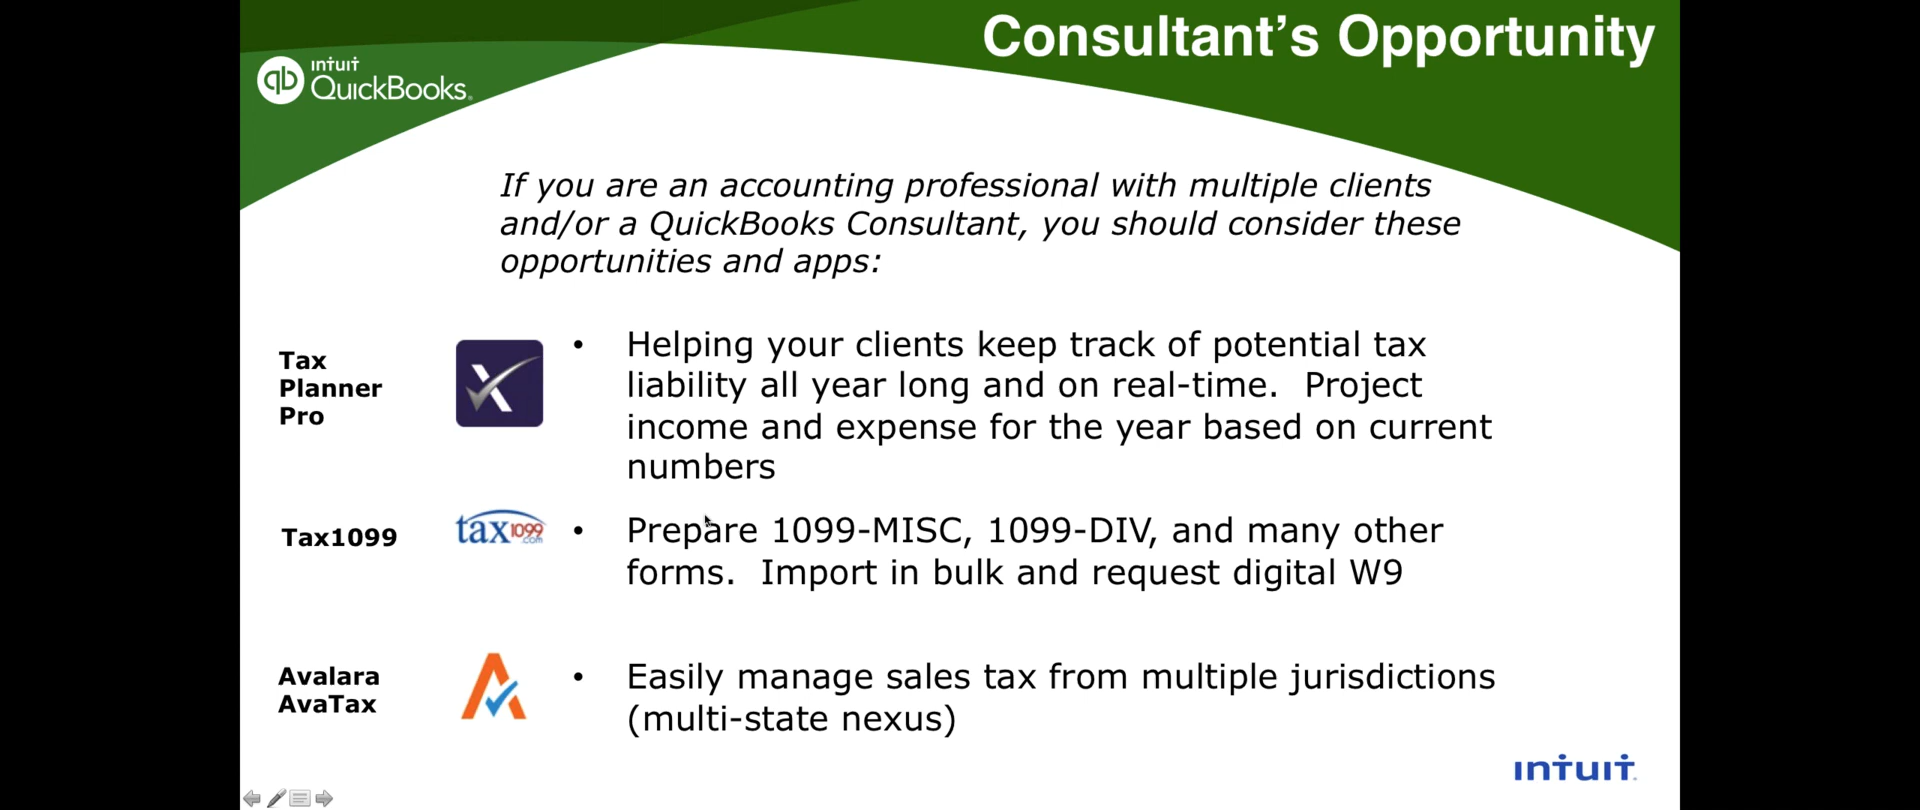 Consultant's Opportunity
intuit
qb QuickBooks.
If you are an accounting professional with multiple clients
and/or a QuickBooks Consultant, you should consider these
opportunities and apps:
Tax
Planner
Pro
• Helping your clients keep track of potential tax
liability all year long and on real-time.  Project
income and expense for the year based on current
numbers
Tax1099
tax1099
.com
• Prepare 1099-MISC, 1099-DIV, and many other
forms.  Import in bulk and request digital W9
Avalara
AvaTax
• Easily manage sales tax from multiple jurisdictions
(multi-state nexus)
intuit.